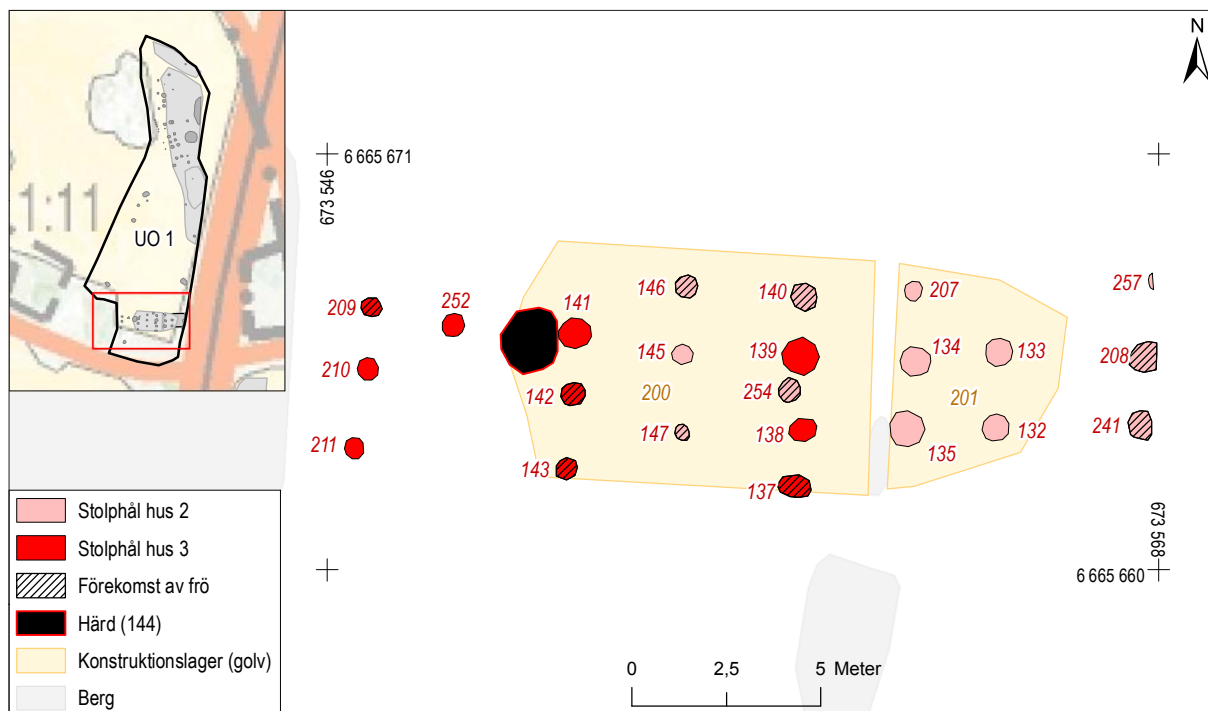 1:11
UO 1
N
6 665 671
673 546
209
252
141
146
140
207
257
210
145
139
134
133
208
142
200
254
201
211
147
138
241
143
137
135
132
673 568
6 665 660
Stolphål hus 2
Stolphål hus 3
Förekomst av frö
Härd (144)
Konstruktionslager (golv)
Berg
0 2,5 5 Meter